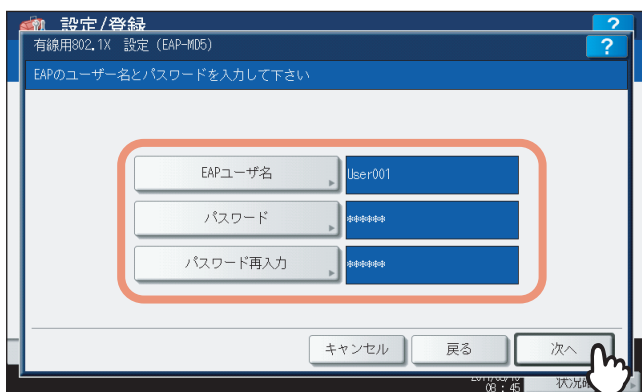 設定/登録
?
有線用802.1X 設定 (EAP-MD5)
?
EAPのユーザー名とパスワードを入力して下さい
EAPユーザ名
User001
パスワード
******
パスワード再入力
******
キャンセル
戻る
次へ
08:45
状況確